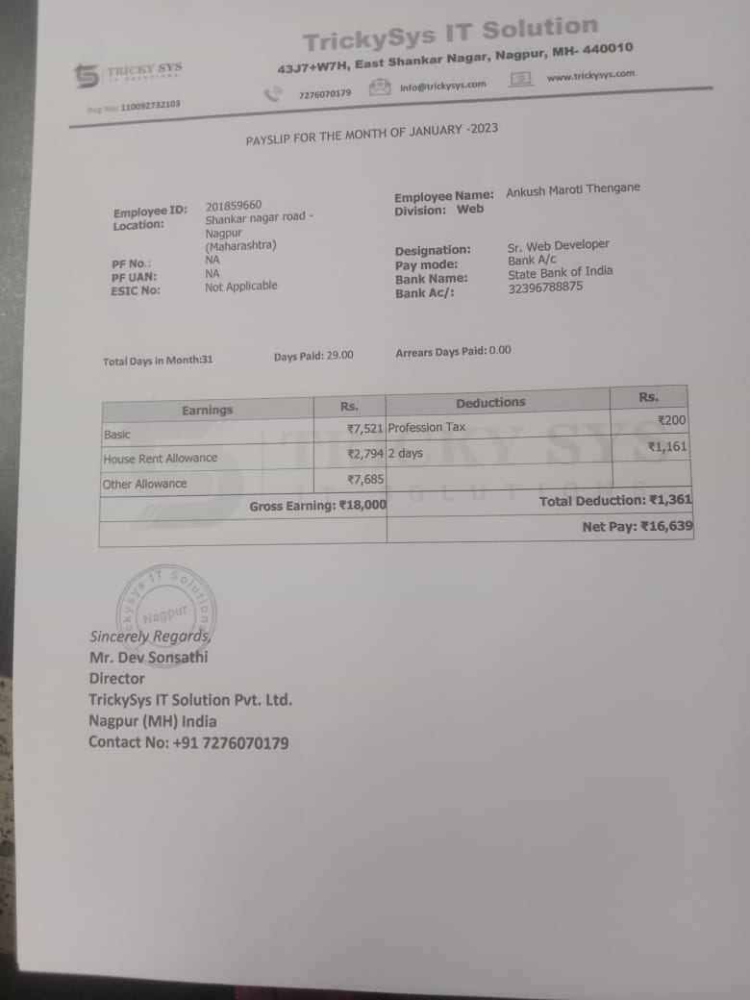 TrickySys IT Solution
TRICKY SYS
IT SOLUTIONS
43J7+W7H, East Shankar Nagar, Nagpur, MH- 440010
7276070179 info@trickysys.com www.trickysys.com
Reg No: 110092732103
PAYSLIP FOR THE MONTH OF JANUARY -2023
Employee ID: 201859660 Employee Name: Ankush Maroti Thengane
Location: Shankar nagar road - Division: Web
Nagpur
(Maharashtra) Designation: Sr. Web Developer
PF No.: NA Pay mode: Bank A/c
PF UAN: NA Bank Name: State Bank of India
ESIC No: Not Applicable Bank Ac/: 32396788875
Total Days in Month:31 Days Paid: 29.00 Arrears Days Paid: 0.00
Earnings Rs. Deductions Rs.
Basic ₹7,521 Profession Tax ₹200
House Rent Allowance ₹2,794 2 days ₹1,161
Other Allowance ₹7,685
Gross Earning: ₹18,000 Total Deduction: ₹1,361
Net Pay: ₹16,639
TRICKY SYS
IT SOLUTIONS
Trickysys IT Solutions
Nagpur
Sincerely Regards,
Mr. Dev Sonsathi
Director
TrickySys IT Solution Pvt. Ltd.
Nagpur (MH) India
Contact No: +91 7276070179